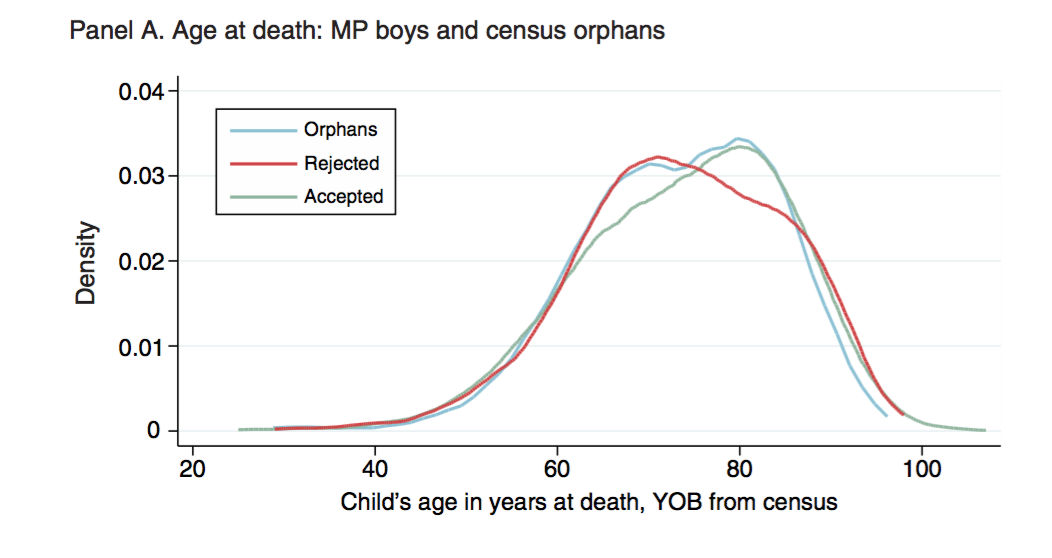 Panel A. Age at death: MP boys and census orphans
0.04
Orphans
Rejected
0.03
Accepted
Density
0.02
0.01
0
20 40 60 80 100
Child’s age in years at death, YOB from census